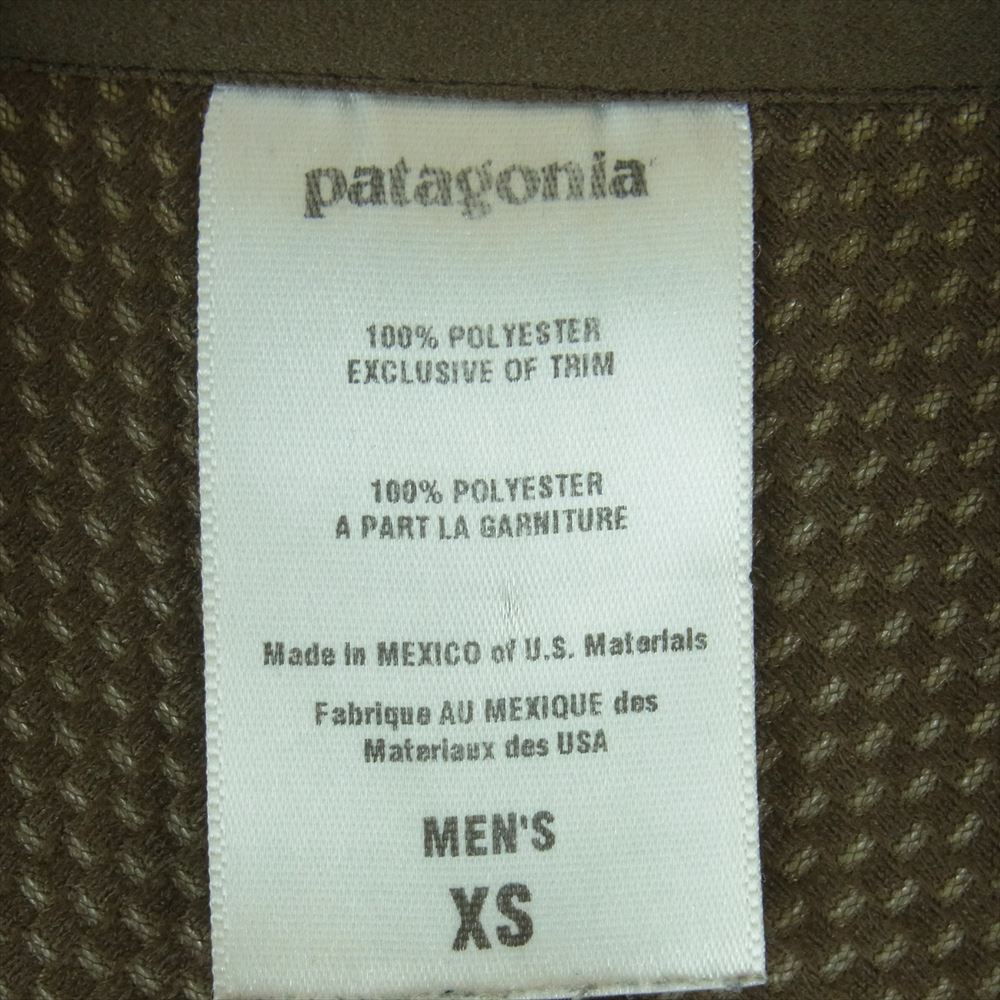 patagonia
100% POLYESTER
EXCLUSIVE OF TRIM
100% POLYESTER
A PART LA GARNITURE
Made in MEXICO of U.S. Materials
Fabrique AU MEXIQUE des
Materiaux des USA
MEN'S
XS